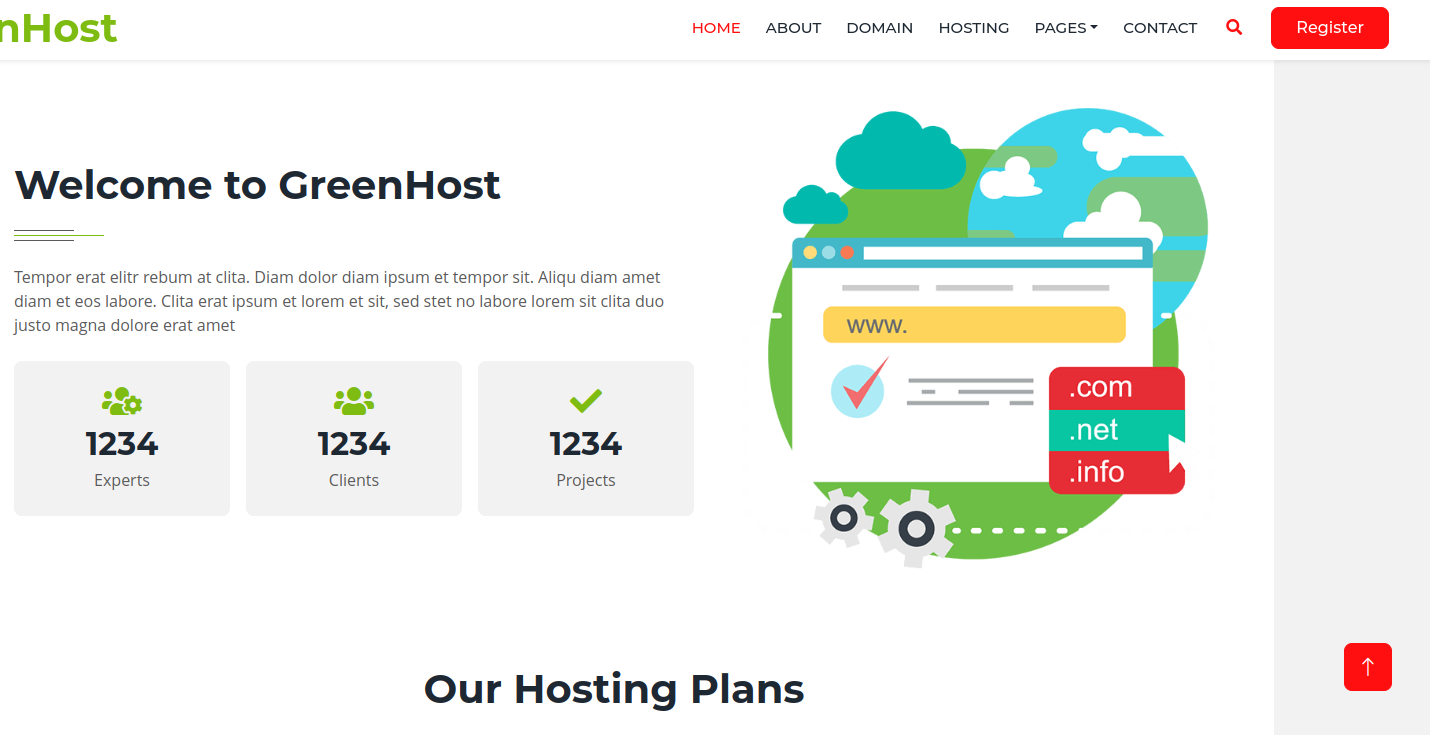 nHost
HOME ABOUT DOMAIN HOSTING PAGES CONTACT Register
Welcome to GreenHost
Tempor erat elitr rebum at clita. Diam dolor diam ipsum et tempor sit. Aliqu diam amet
diam et eos labore. Clita erat ipsum et lorem et sit, sed stet no labore lorem sit clita duo
justo magna dolore erat amet
1234 1234 1234
Experts Clients Projects
www.
.com
.net
.info
Our Hosting Plans